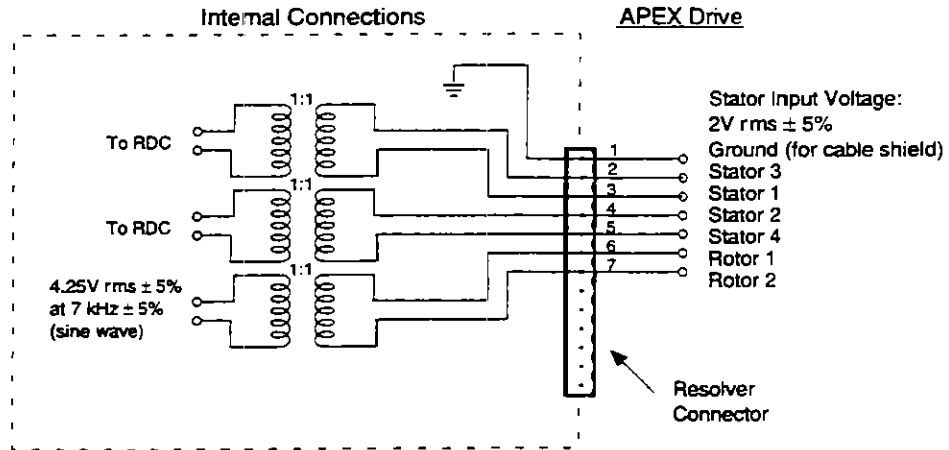 Internal Connections
APEX Drive
1:1
To RDC
1:1
To RDC
1:1
4.25V rms ± 5%
at 7 kHz ± 5%
(sine wave)
1
2
3
4
5
6
7
Stator Input Voltage:
2V rms ± 5%
Ground (for cable shield)
Stator 3
Stator 1
Stator 2
Stator 4
Rotor 1
Rotor 2
Resolver
Connector